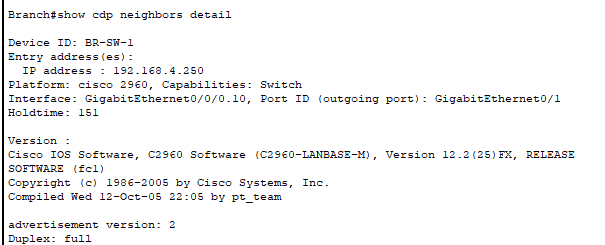 Branch#show cdp neighbors detail
Device ID: BR-SW-1
Entry address(es):
IP address : 192.168.4.250
Platform: cisco 2960, Capabilities: Switch
Interface: GigabitEthernet0/0/0.10, Port ID (outgoing port): GigabitEthernet0/1
Holdtime: 151
Version :
Cisco IOS Software, C2960 Software (C2960-LANBASE-M), Version 12.2(25)FX, RELEASE
SOFTWARE (fc1)
Copyright (c) 1986-2005 by Cisco Systems, Inc.
Compiled Wed 12-Oct-05 22:05 by pt_team
advertisement version: 2
Duplex: full